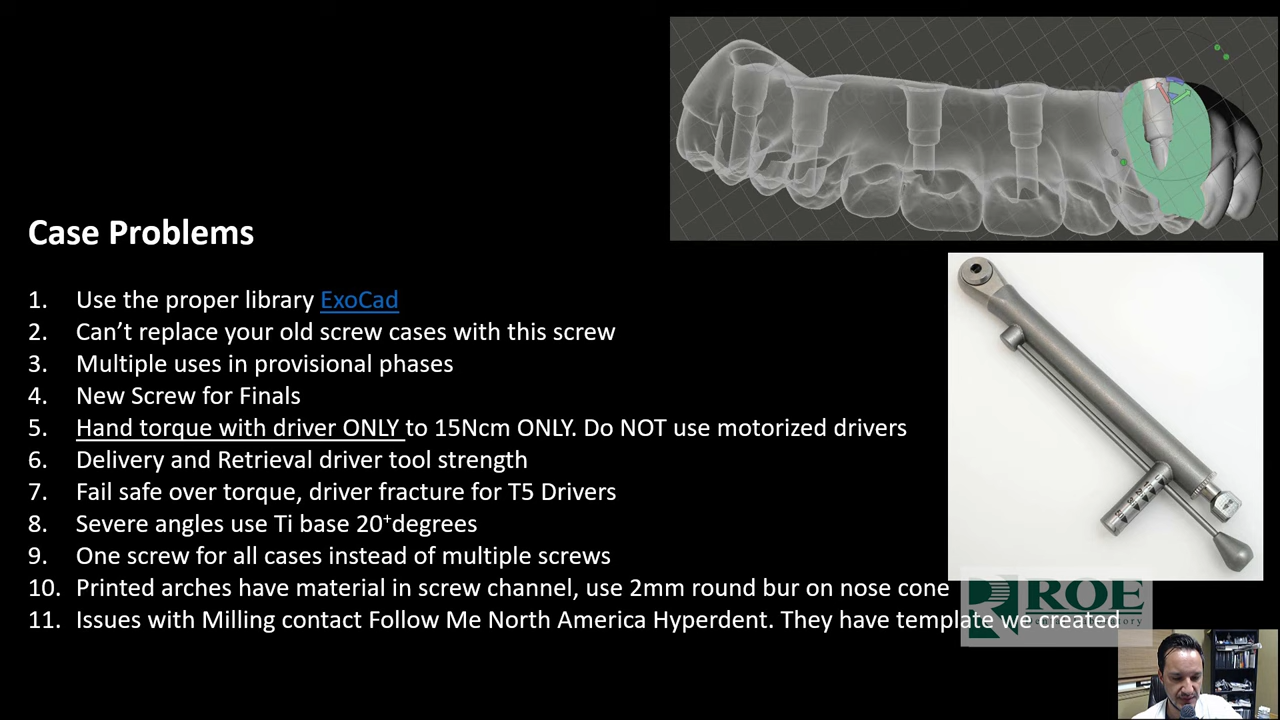 Case Problems
1. Use the proper library ExoCad
2. Can’t replace your old screw cases with this screw
3. Multiple uses in provisional phases
4. New Screw for Finals
5. Hand torque with driver ONLY to 15Ncm ONLY. Do NOT use motorized drivers
6. Delivery and Retrieval driver tool strength
7. Fail safe over torque, driver fracture for T5 Drivers
8. Severe angles use Ti base 20⁺degrees
9. One screw for all cases instead of multiple screws
10. Printed arches have material in screw channel, use 2mm round bur on nose cone
11. Issues with Milling contact Follow Me North America Hyperdent. They have template we created
ROE